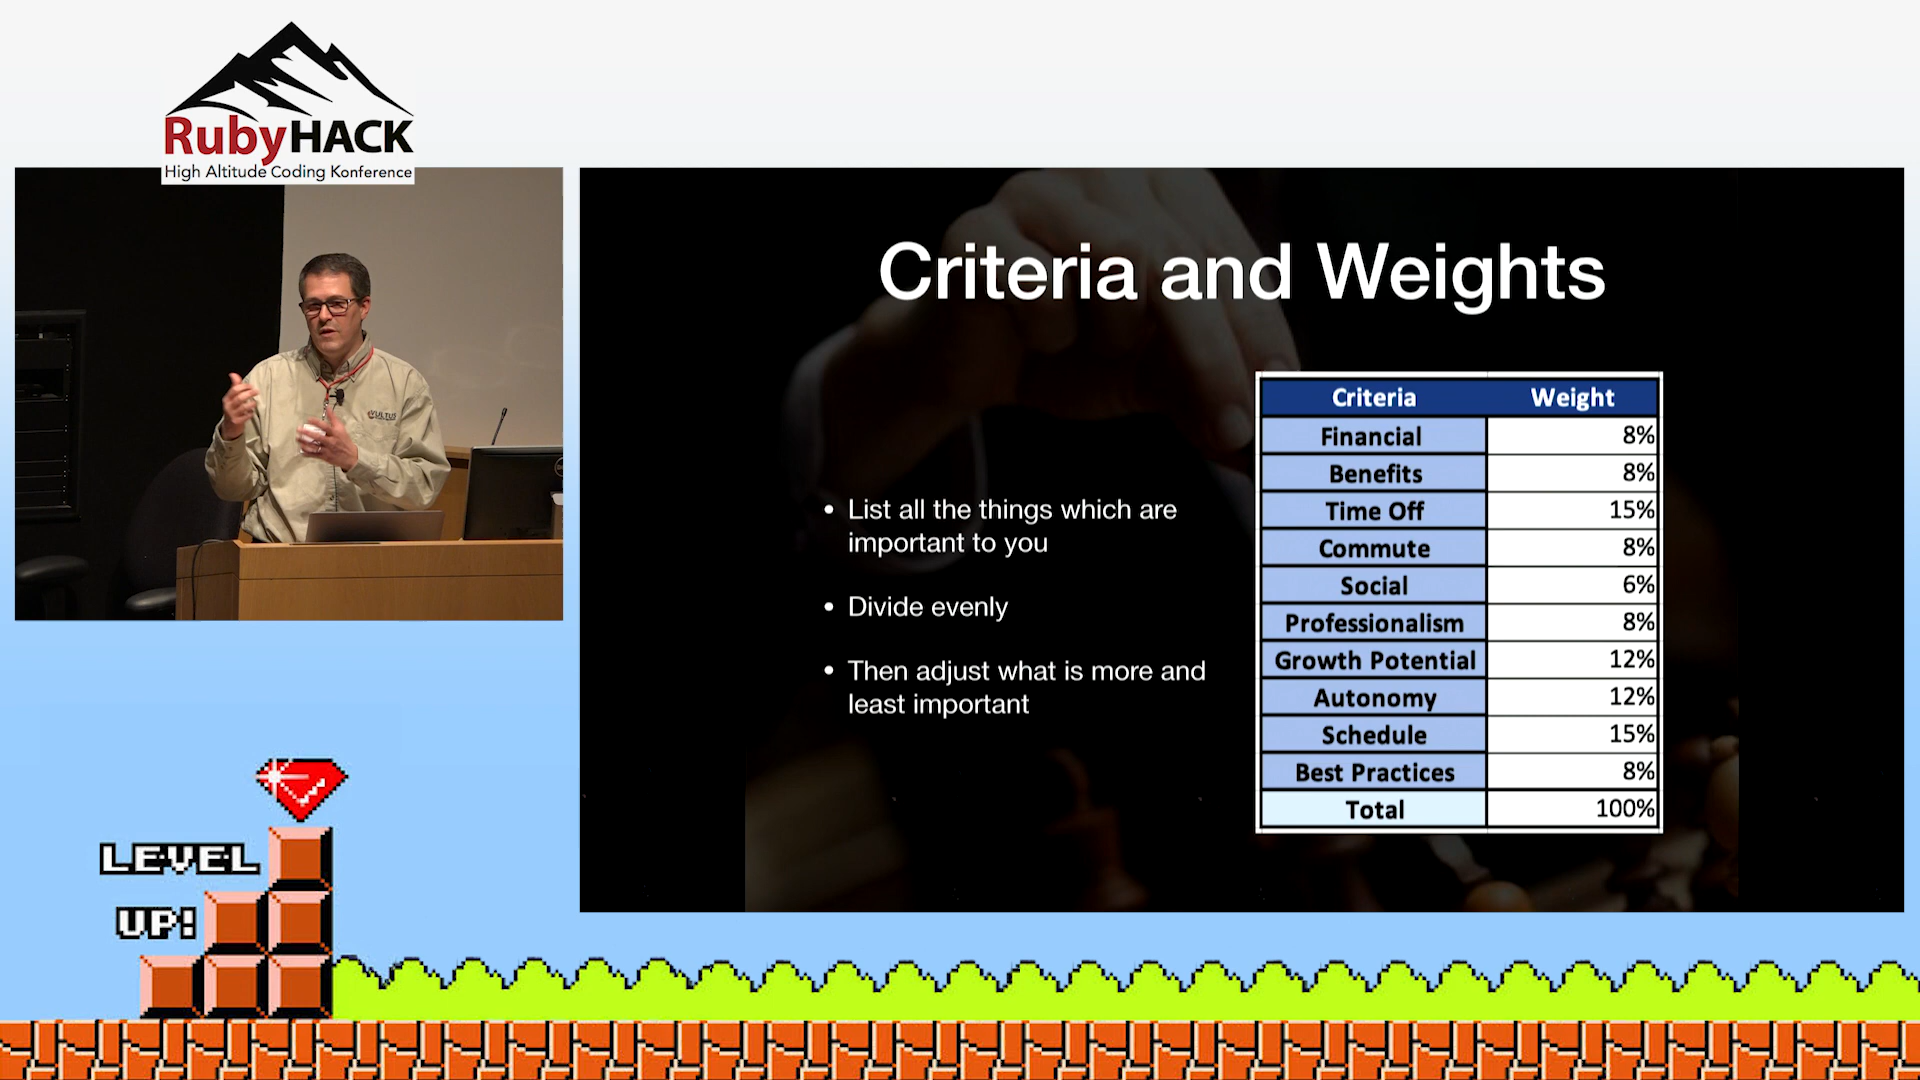 RubyHACK
High Altitude Coding Konference
VULTUS
Criteria and Weights
• List all the things which are
important to you
• Divide evenly
• Then adjust what is more and
least important
Criteria Weight
Financial 8%
Benefits 8%
Time Off 15%
Commute 8%
Social 6%
Professionalism 8%
Growth Potential 12%
Autonomy 12%
Schedule 15%
Best Practices 8%
Total 100%
LEVEL
UP!